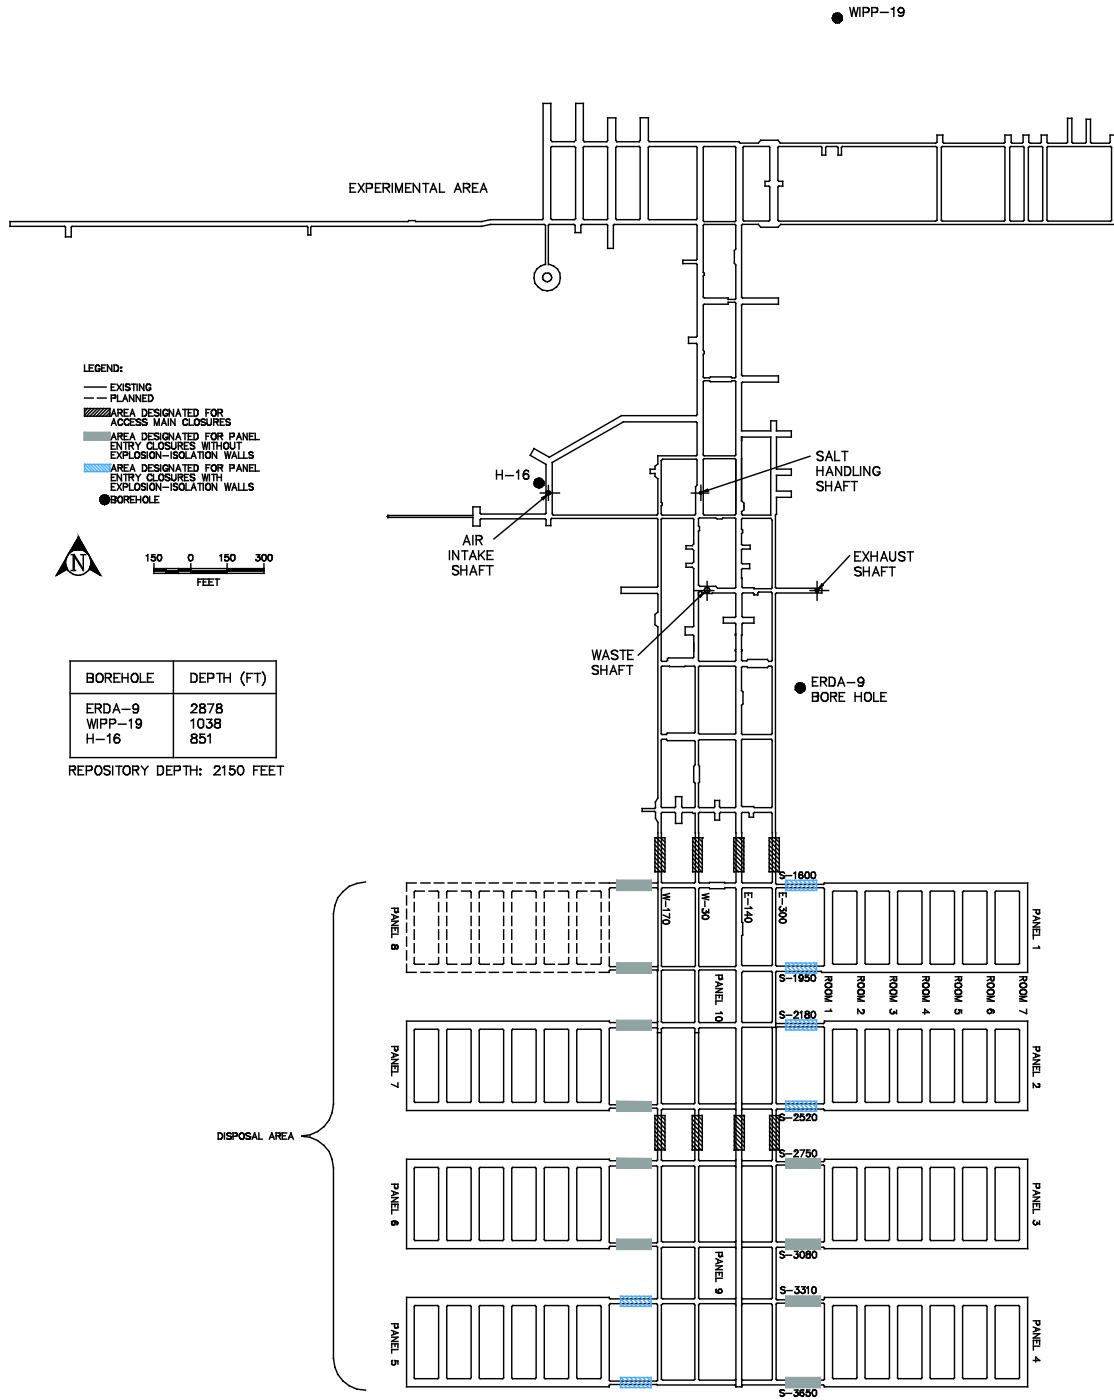 WIPP-19
EXPERIMENTAL AREA
LEGEND:
EXISTING
PLANNED
AREA DESIGNATED FOR
ACCESS MAIN CLOSURES
AREA DESIGNATED FOR PANEL
ENTRY CLOSURES WITHOUT
EXPLOSION-ISOLATION WALLS
AREA DESIGNATED FOR PANEL
ENTRY CLOSURES WITH
EXPLOSION-ISOLATION WALLS
BOREHOLE
H-16
SALT
HANDLING
SHAFT
AIR
INTAKE
SHAFT
N
150 0 150 300
FEET
EXHAUST
SHAFT
WASTE
SHAFT
ERDA-9
BORE HOLE
BOREHOLE DEPTH (FT)
ERDA-9 2878
WIPP-19 1038
H-16 851
REPOSITORY DEPTH: 2150 FEET
S-1600
W-170
W-30
E-140
E-300
PANEL 8
PANEL 1
S-1950
PANEL 10
ROOM 1
ROOM 2
ROOM 3
ROOM 4
ROOM 5
ROOM 6
ROOM 7
S-2180
PANEL 7
PANEL 2
S-2520
DISPOSAL AREA
S-2750
PANEL 6
PANEL 3
S-3080
PANEL 9
S-3310
PANEL 5
PANEL 4
S-3650